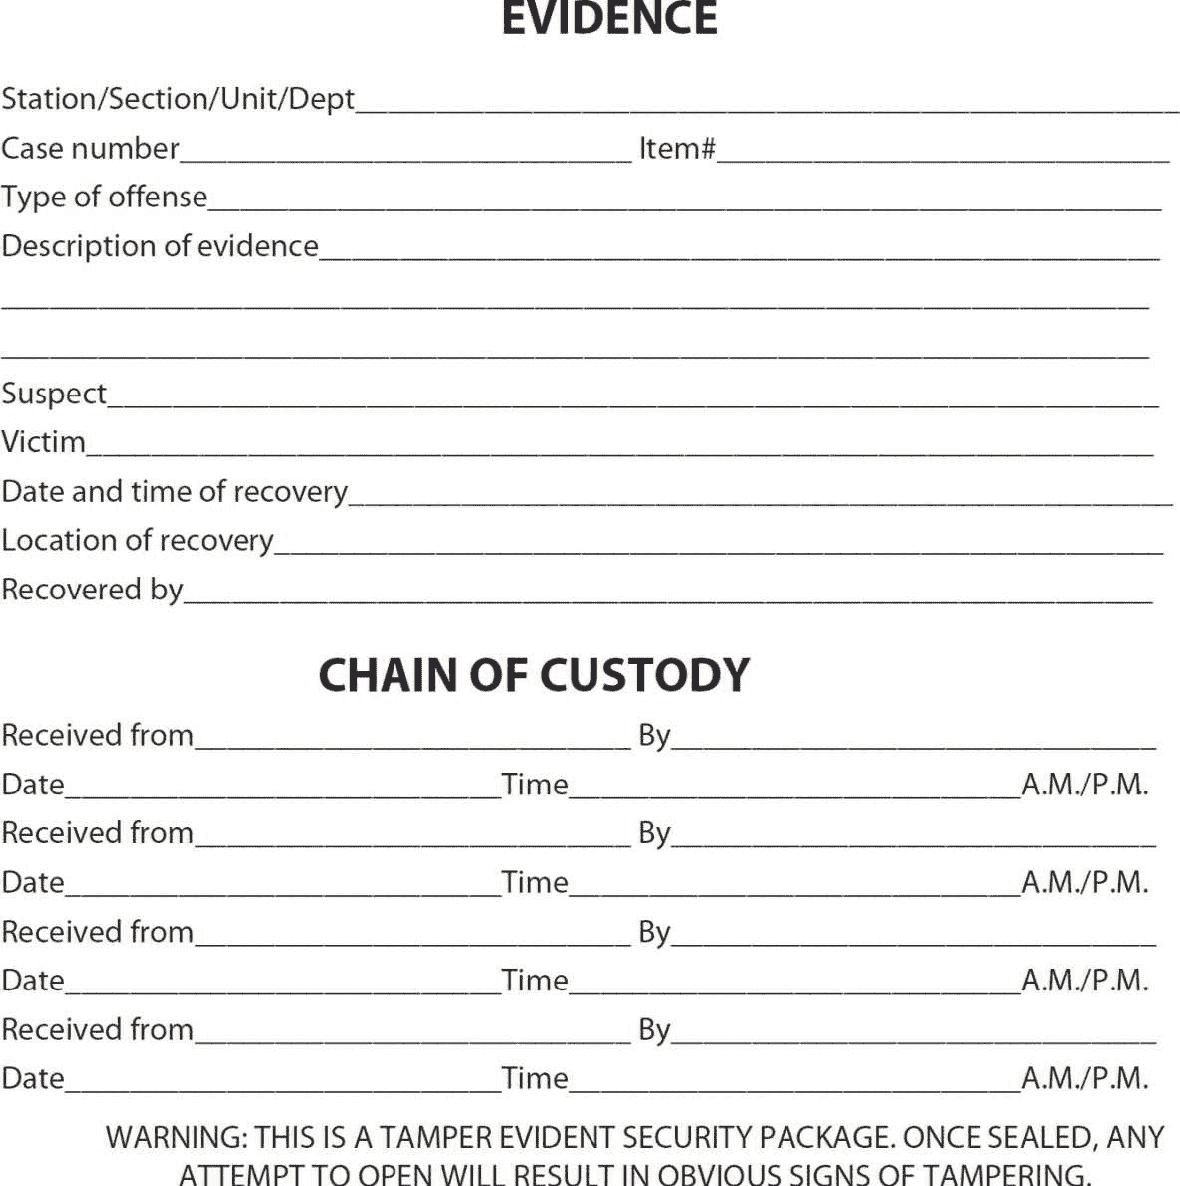 EVIDENCE
Station/Section/Unit/Dept
Case number Item#
Type of offense
Description of evidence
Suspect
Victim
Date and time of recovery
Location of recovery
Recovered by
CHAIN OF CUSTODY
Received from By
Date Time A.M./P.M.
Received from By
Date Time A.M./P.M.
Received from By
Date Time A.M./P.M.
Received from By
Date Time A.M./P.M.
WARNING: THIS IS A TAMPER EVIDENT SECURITY PACKAGE. ONCE SEALED, ANY
ATTEMPT TO OPEN WILL RESULT IN OBVIOUS SIGNS OF TAMPERING.